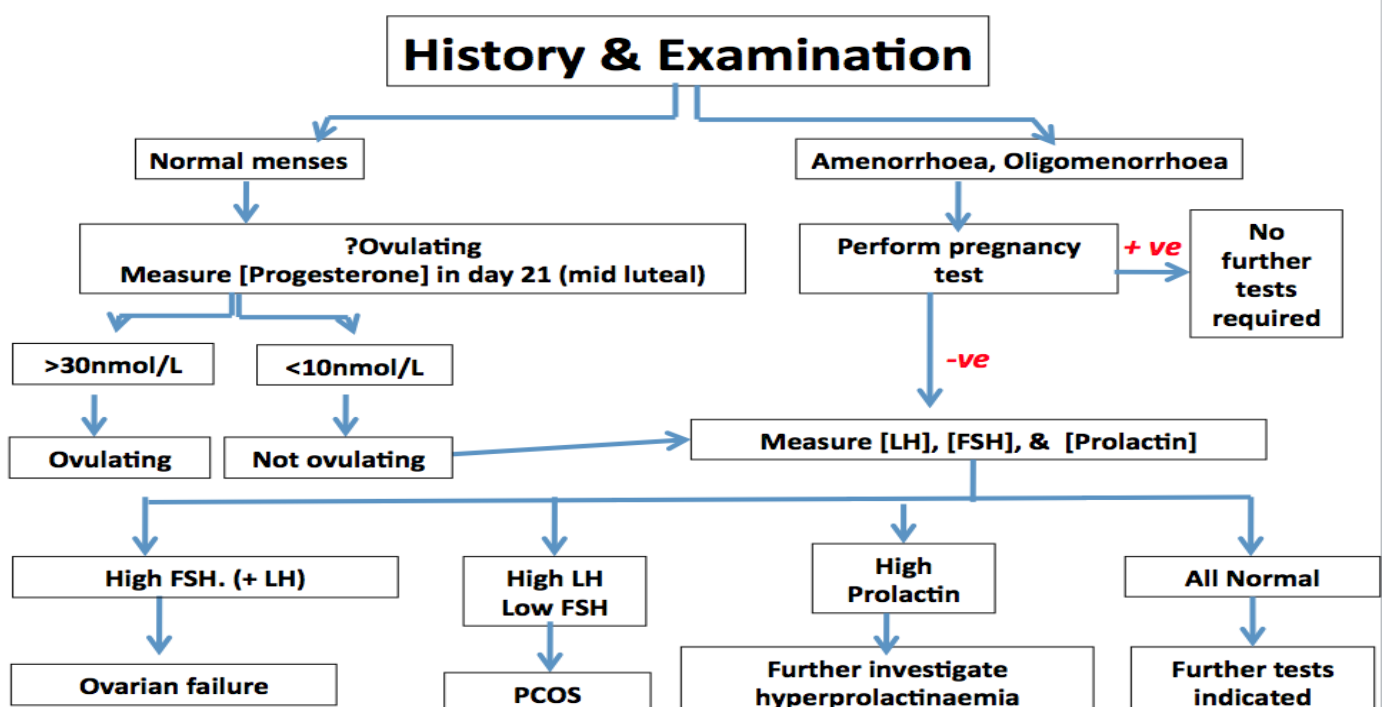 History & Examination
Normal menses
Amenorrhoea, Oligomenorrhoea
?Ovulating
Measure [Progesterone] in day 21 (mid luteal)
Perform pregnancy
test
+ ve
No
further
tests
required
>30nmol/L
<10nmol/L
-ve
Ovulating
Not ovulating
Measure [LH], [FSH], & [Prolactin]
High FSH. (+ LH)
High LH
Low FSH
High
Prolactin
All Normal
Ovarian failure
PCOS
Further investigate
hyperprolactinaemia
Further tests
indicated